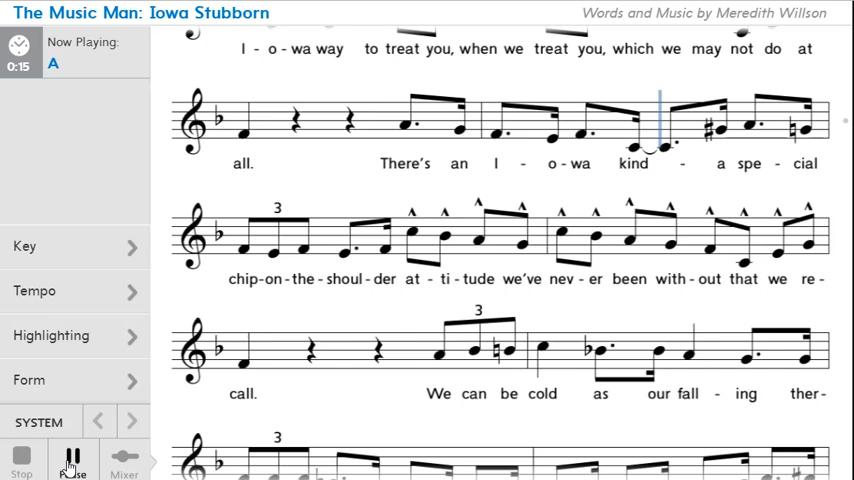 The Music Man: Iowa Stubborn
Words and Music by Meredith Willson
Now Playing:
A
0:15
I - o - wa way to treat you, when we treat you, which we may not do at
all. There's an I - o - wa kind - a spe - cial
3
chip-on-the-shoul-der at - ti - tude we've nev - er been with-out that we re-
3
call. We can be cold as our fall - ing ther-
3
Key
Tempo
Highlighting
Form
SYSTEM
Stop
Pause
Mixer